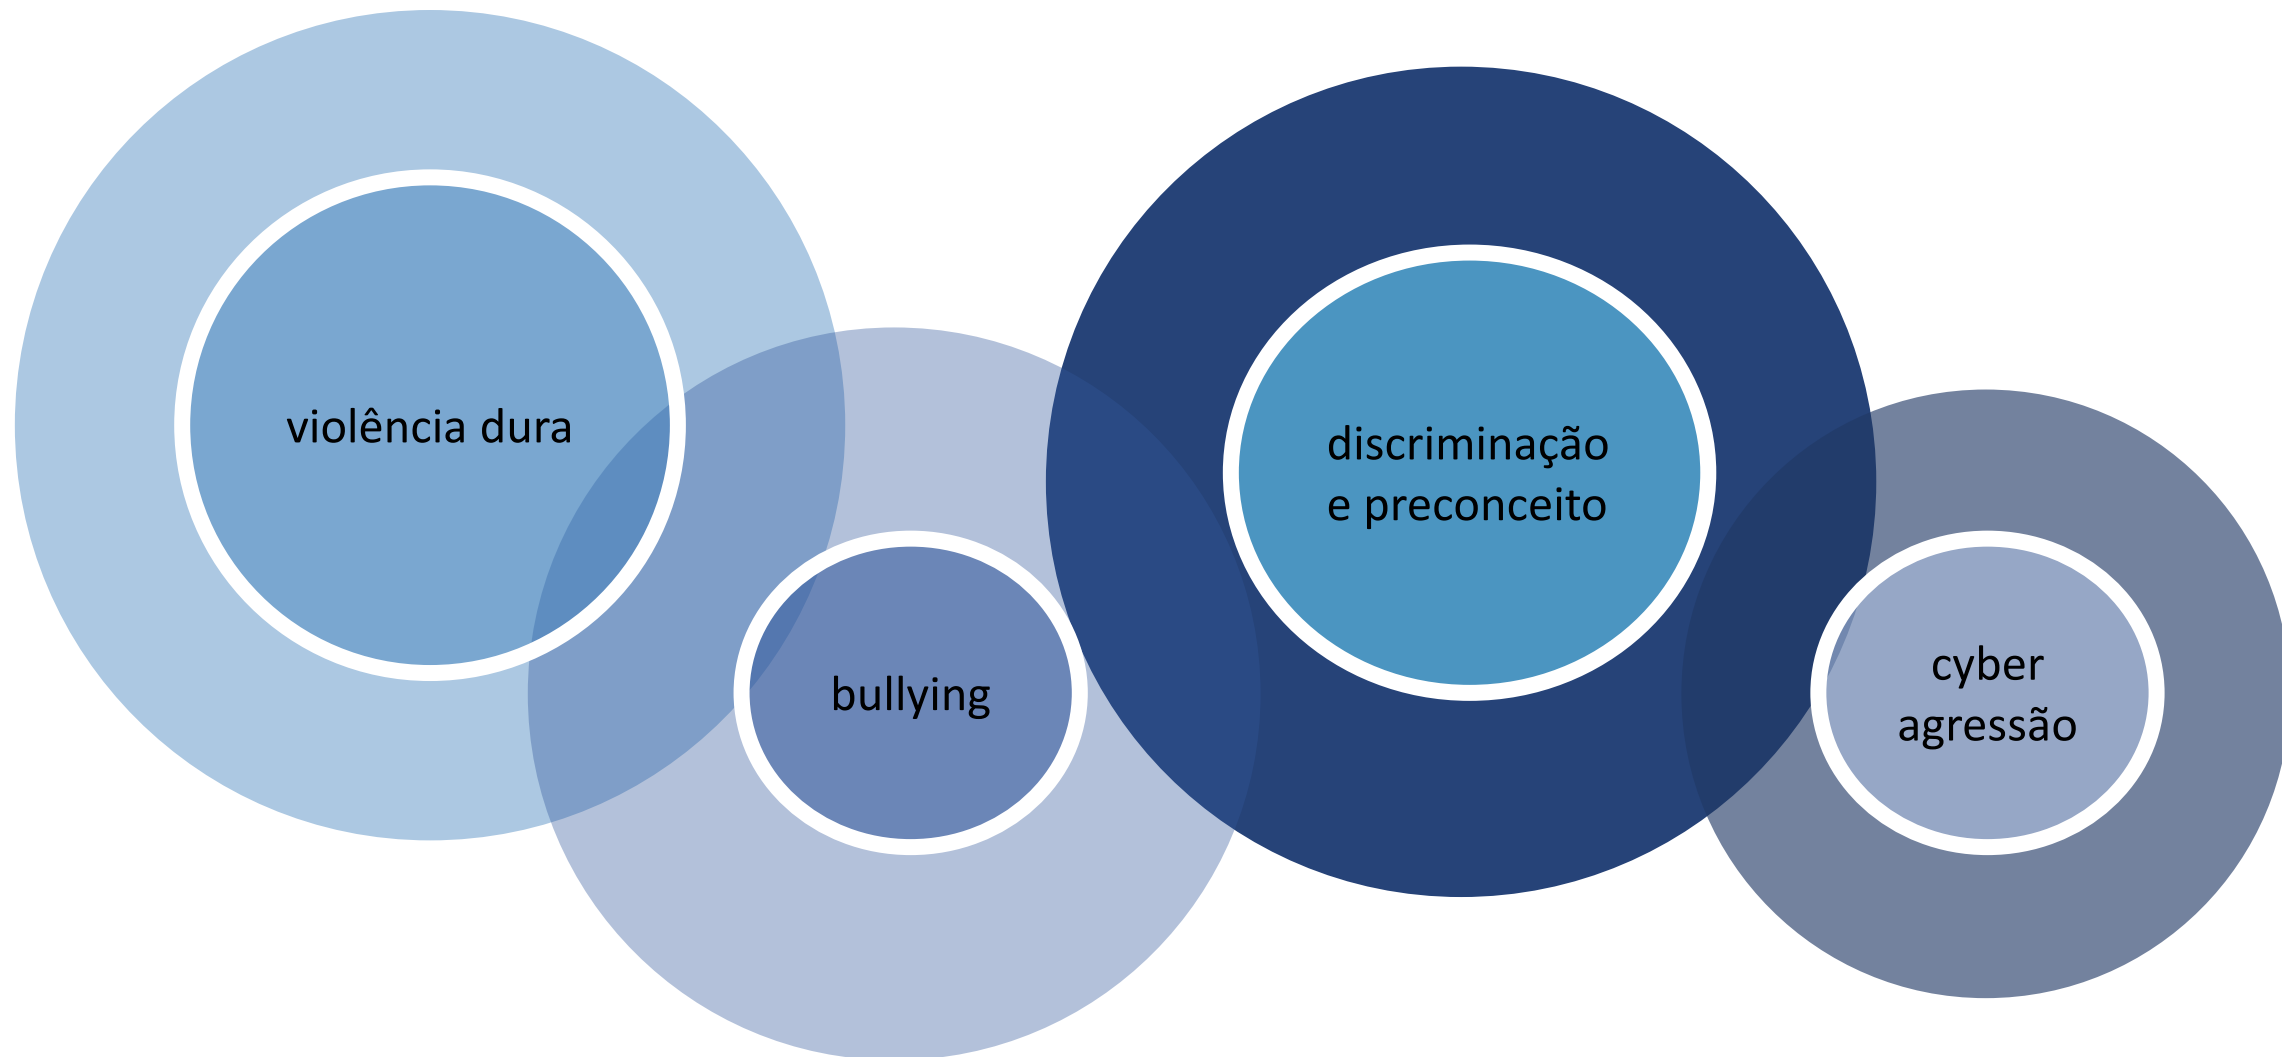 violência dura
bullying
discriminação
e preconceito
cyber
agressão